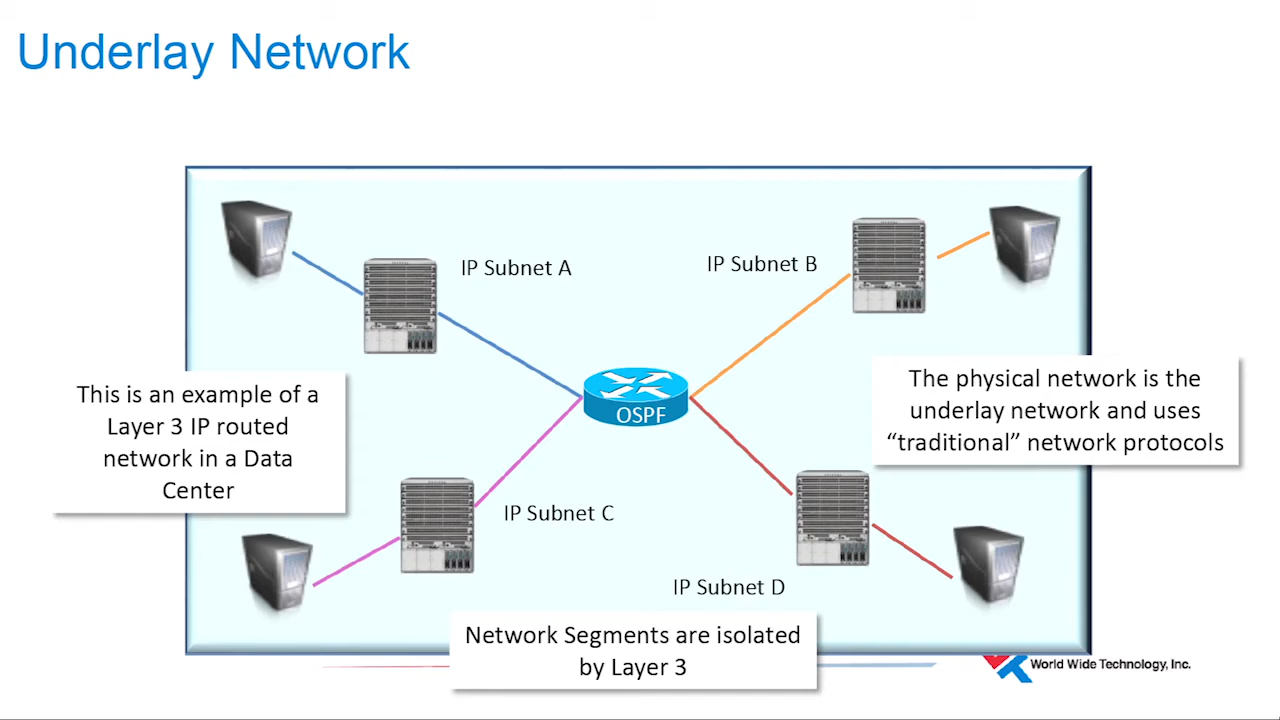 Underlay Network
IP Subnet A
IP Subnet B
This is an example of a
Layer 3 IP routed
network in a Data
Center
OSPF
The physical network is the
underlay network and uses
“traditional” network protocols
IP Subnet C
IP Subnet D
Network Segments are isolated
by Layer 3
World Wide Technology, Inc.